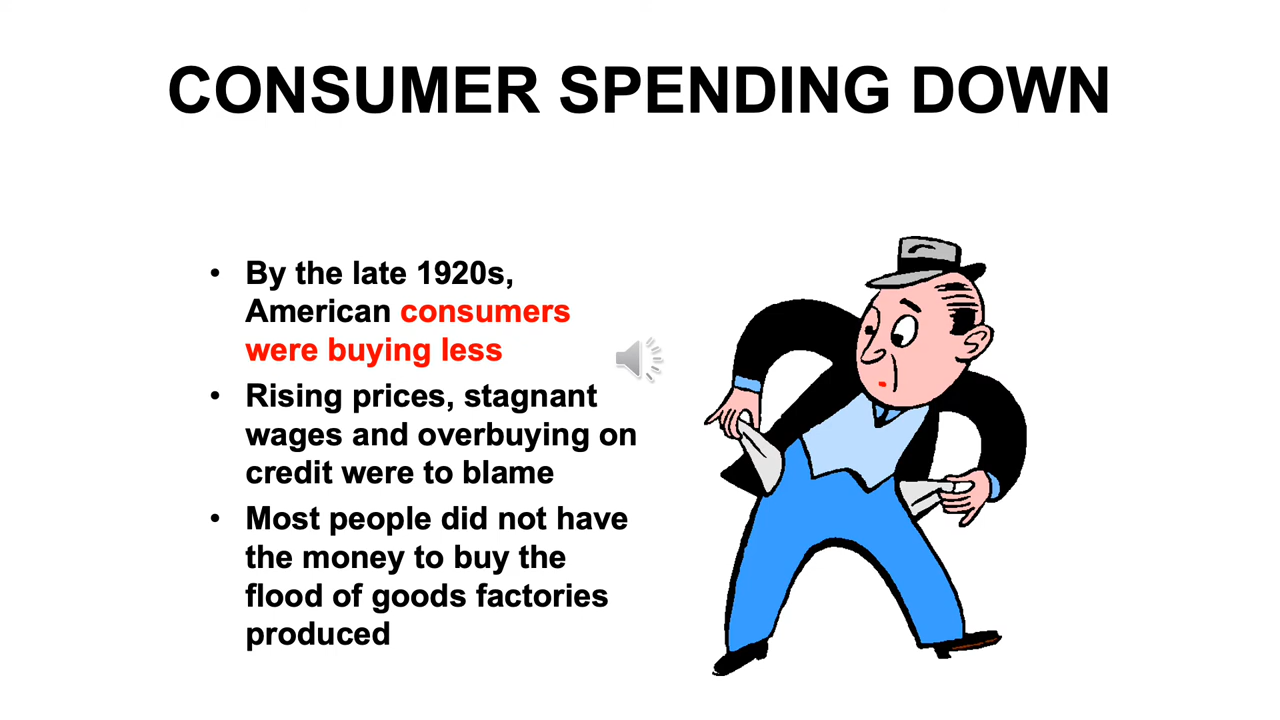 CONSUMER SPENDING DOWN
• By the late 1920s,
American consumers
were buying less
• Rising prices, stagnant
wages and overbuying on
credit were to blame
• Most people did not have
the money to buy the
flood of goods factories
produced